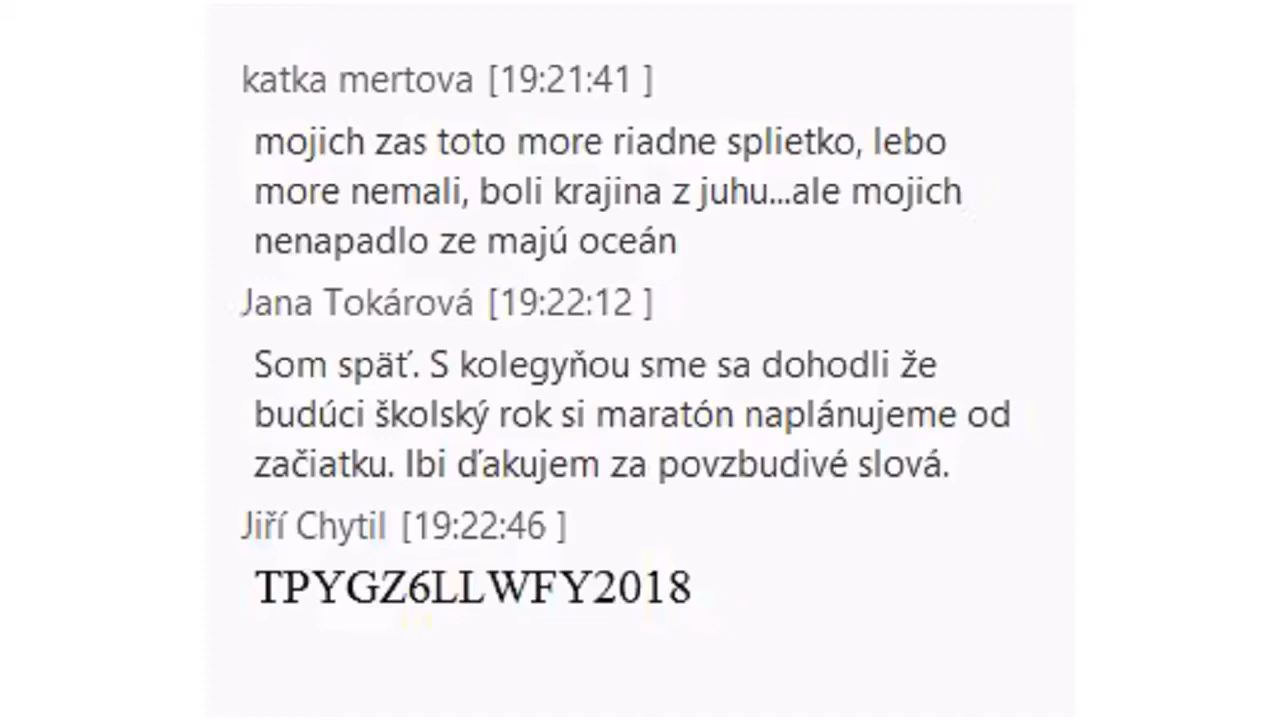 katka mertova [19:21:41 ]
mojich zas toto more riadne splietko, lebo
more nemali, boli krajina z juhu...ale mojich
nenapadlo ze majú oceán
Jana Tokárová [19:22:12 ]
Som späť. S kolegyňou sme sa dohodli že
budúci školský rok si maratón naplánujeme od
začiatku. Ibi ďakujem za povzbudivé slová.
Jiří Chytil [19:22:46 ]
TPYGZ6LLWFY2018